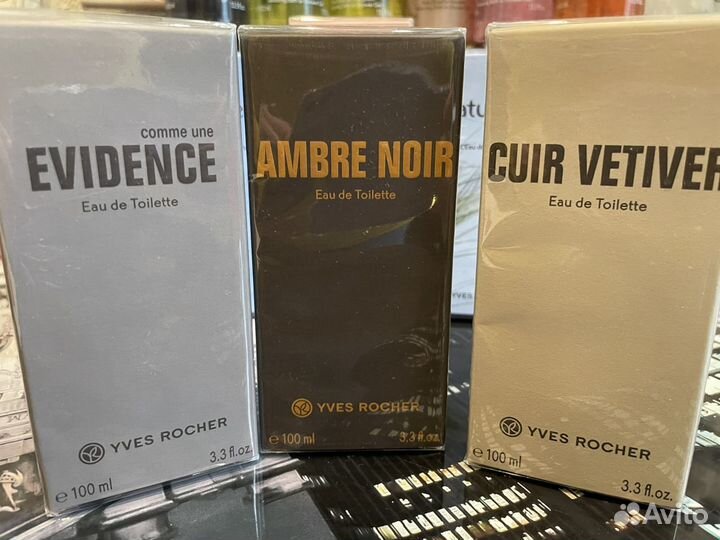 comme une
EVIDENCE
Eau de Toilette
YVES ROCHER
3.3 fl.oz.
e 100 ml
AMBRE NOIR
Eau de Toilette
YVES ROCHER
e 100 ml
3.3 fl.oz.
CUIR VETIVER
Eau de Toilette
YVES ROCHER
e 100 ml
3.3 fl.oz.
Avito